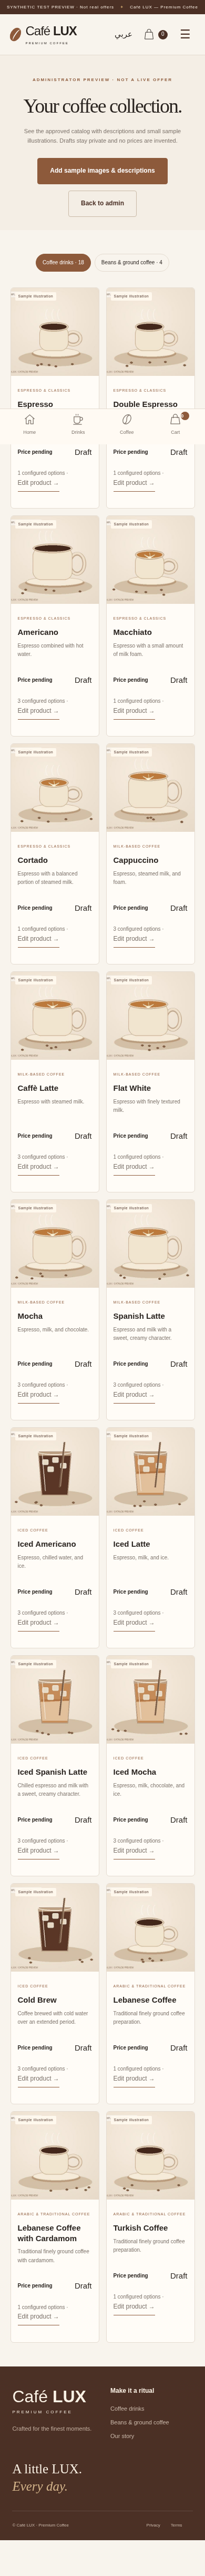 SYNTHETIC TEST PREVIEW · Not real offers
Café LUX — Premium Coffee
Café LUX
PREMIUM COFFEE
عربي
0
ADMINISTRATOR PREVIEW · NOT A LIVE OFFER
Your coffee collection.
See the approved catalog with descriptions and small sample
illustrations. Drafts stay private and no prices are invented.
Add sample images & descriptions
Back to admin
Coffee drinks · 18
Beans & ground coffee · 4
Sample illustration
ESPRESSO & CLASSICS
Espresso
Price pending
Draft
1 configured options ·
Edit product →
Sample illustration
ESPRESSO & CLASSICS
Double Espresso
Price pending
Draft
1 configured options ·
Edit product →
Home
Drinks
Coffee
Cart
Sample illustration
ESPRESSO & CLASSICS
Americano
Espresso combined with hot
water.
Price pending
Draft
3 configured options ·
Edit product →
Sample illustration
ESPRESSO & CLASSICS
Macchiato
Espresso with a small amount
of milk foam.
Price pending
Draft
1 configured options ·
Edit product →
Sample illustration
ESPRESSO & CLASSICS
Cortado
Espresso with a balanced
portion of steamed milk.
Price pending
Draft
1 configured options ·
Edit product →
Sample illustration
MILK-BASED COFFEE
Cappuccino
Espresso, steamed milk, and
foam.
Price pending
Draft
3 configured options ·
Edit product →
Sample illustration
MILK-BASED COFFEE
Caffè Latte
Espresso with steamed milk.
Price pending
Draft
3 configured options ·
Edit product →
Sample illustration
MILK-BASED COFFEE
Flat White
Espresso with finely textured
milk.
Price pending
Draft
1 configured options ·
Edit product →
Sample illustration
MILK-BASED COFFEE
Mocha
Espresso, milk, and chocolate.
Price pending
Draft
3 configured options ·
Edit product →
Sample illustration
MILK-BASED COFFEE
Spanish Latte
Espresso and milk with a
sweet, creamy character.
Price pending
Draft
3 configured options ·
Edit product →
Sample illustration
ICED COFFEE
Iced Americano
Espresso, chilled water, and
ice.
Price pending
Draft
3 configured options ·
Edit product →
Sample illustration
ICED COFFEE
Iced Latte
Espresso, milk, and ice.
Price pending
Draft
3 configured options ·
Edit product →
Sample illustration
ICED COFFEE
Iced Spanish Latte
Chilled espresso and milk with
a sweet, creamy character.
Price pending
Draft
3 configured options ·
Edit product →
Sample illustration
ICED COFFEE
Iced Mocha
Espresso, milk, chocolate, and
ice.
Price pending
Draft
3 configured options ·
Edit product →
Sample illustration
ICED COFFEE
Cold Brew
Coffee brewed with cold water
over an extended period.
Price pending
Draft
3 configured options ·
Edit product →
Sample illustration
ARABIC & TRADITIONAL COFFEE
Lebanese Coffee
Traditional finely ground coffee
preparation.
Price pending
Draft
1 configured options ·
Edit product →
Sample illustration
ARABIC & TRADITIONAL COFFEE
Lebanese Coffee
with Cardamom
Traditional finely ground coffee
with cardamom.
Price pending
Draft
1 configured options ·
Edit product →
Sample illustration
ARABIC & TRADITIONAL COFFEE
Turkish Coffee
Traditional finely ground coffee
preparation.
Price pending
Draft
1 configured options ·
Edit product →
Café LUX
PREMIUM COFFEE
Crafted for the finest moments.
Make it a ritual
Coffee drinks
Beans & ground coffee
Our story
A little LUX.
Every day.
© Café LUX · Premium Coffee
Privacy
Terms